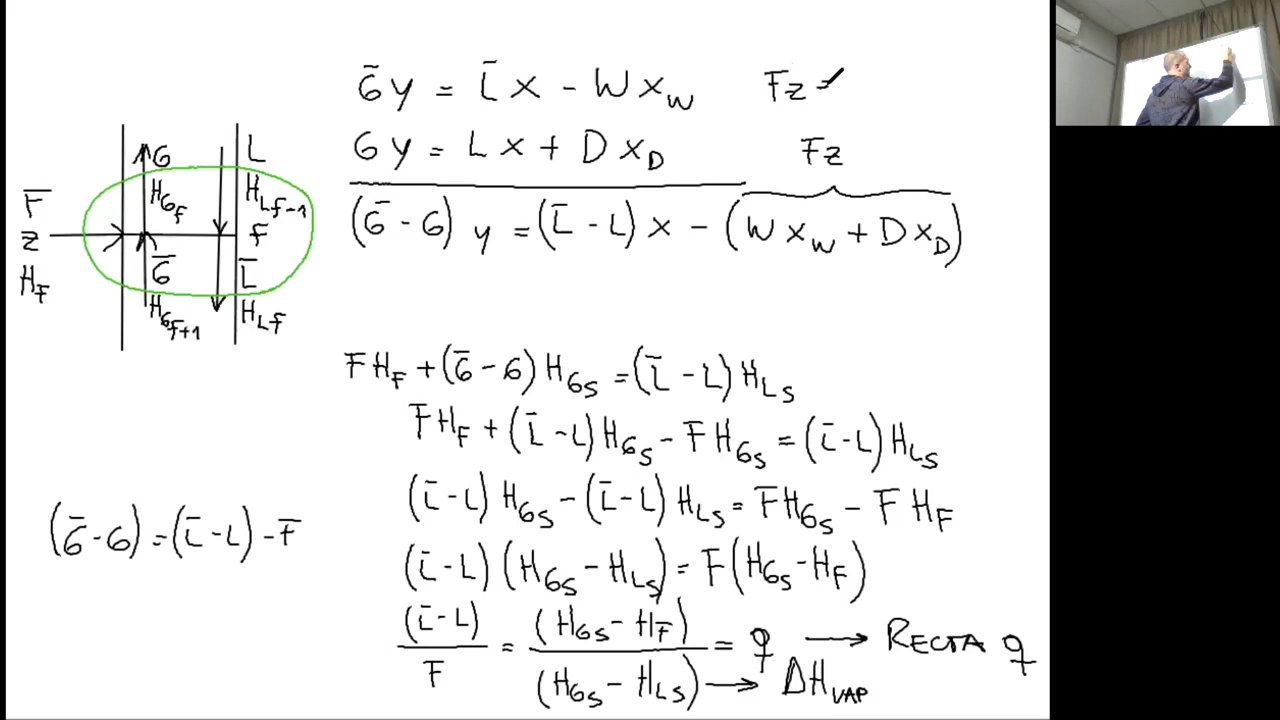 Ḡy = L̄x - Wx_W
Fz =
Gy = Lx + Dx_D
Fz
(Ḡ - G) y = (L̄ - L) x - (Wx_W + Dx_D)
G L
H_Gf H_Lf-1
F
z f
H_F
Ḡ L̄
H_Gf+1 H_Lf
FH_F + (Ḡ - G) H_GS = (L̄ - L) H_LS
FH_F + (L̄ - L) H_GS - FH_GS = (L̄ - L) H_LS
(L̄ - L) H_GS - (L̄ - L) H_LS = FH_GS - FH_F
(Ḡ - G) = (L̄ - L) - F
(L̄ - L) (H_GS - H_LS) = F (H_GS - H_F)
(L̄ - L) / F = (H_GS - H_F) / (H_GS - H_LS) = q → RECTA q
→ ΔH_VAP